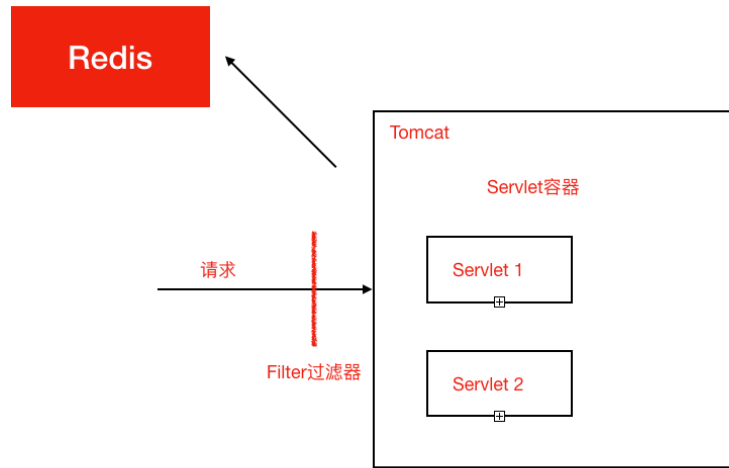 Redis
Tomcat
Servlet容器
Servlet 1
请求
Filter过滤器
Servlet 2